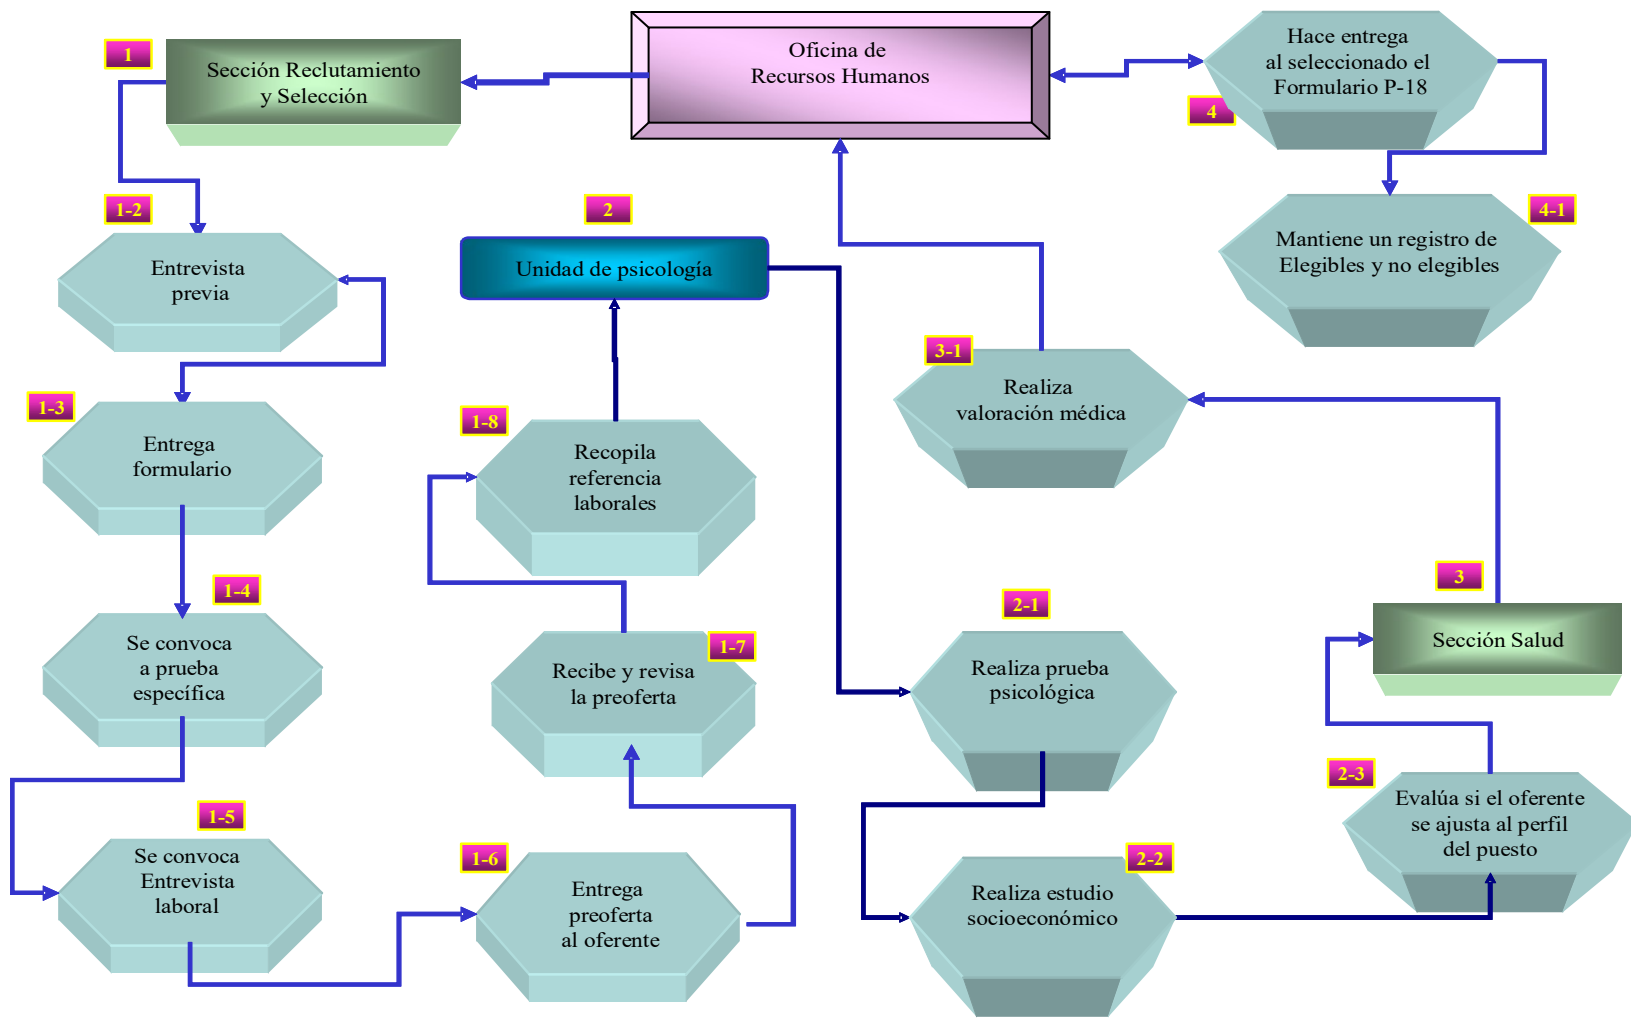 1
Sección Reclutamiento
y Selección
Oficina de
Recursos Humanos
Hace entrega
al seleccionado el
Formulario P-18
4
1-2
Entrevista
previa
2
Unidad de psicología
4-1
Mantiene un registro de
Elegibles y no elegibles
1-3
Entrega
formulario
1-8
Recopila
referencia
laborales
3-1
Realiza
valoración médica
1-4
Se convoca
a prueba
específica
1-7
Recibe y revisa
la preoferta
2-1
Realiza prueba
psicológica
3
Sección Salud
1-5
Se convoca
Entrevista
laboral
1-6
Entrega
preoferta
al oferente
2-2
Realiza estudio
socioeconómico
2-3
Evalúa si el oferente
se ajusta al perfil
del puesto